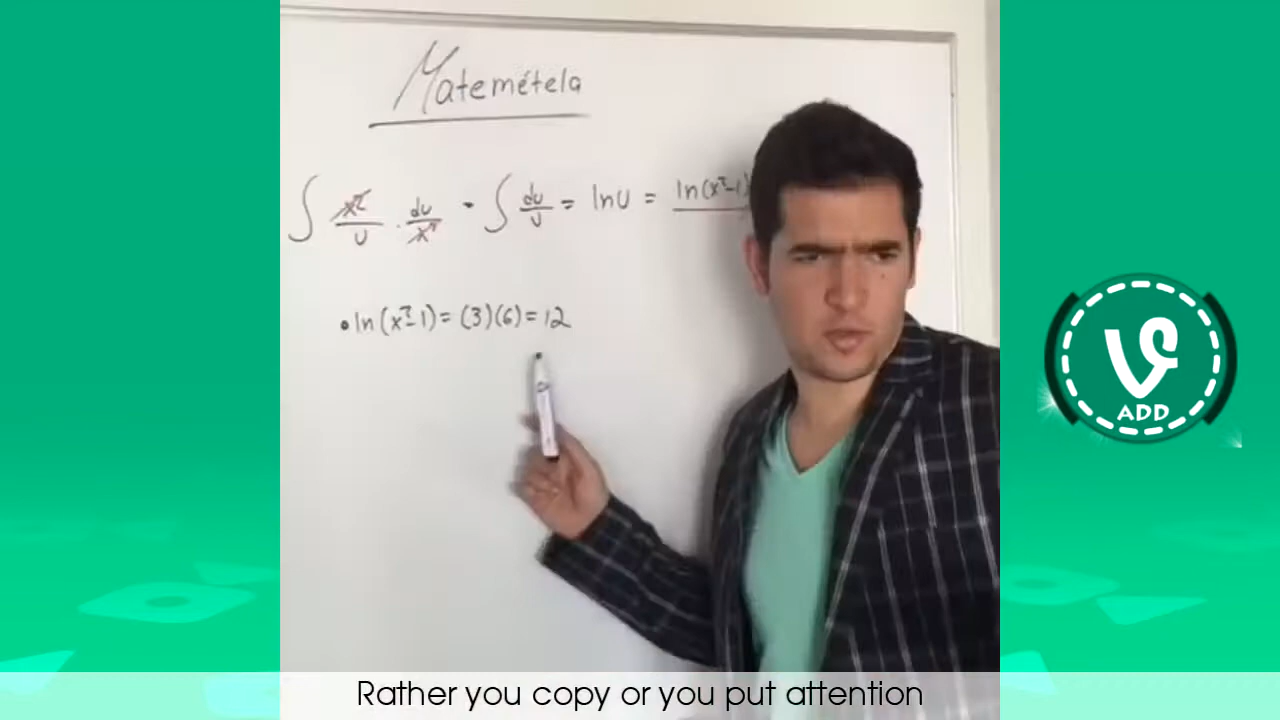 Matemétela
∫ x²/u · du/x² · ∫ du/u = ln u = ln(x²-1)
• ln(x²-1) = (3)(6) = 12
ADD
Rather you copy or you put attention